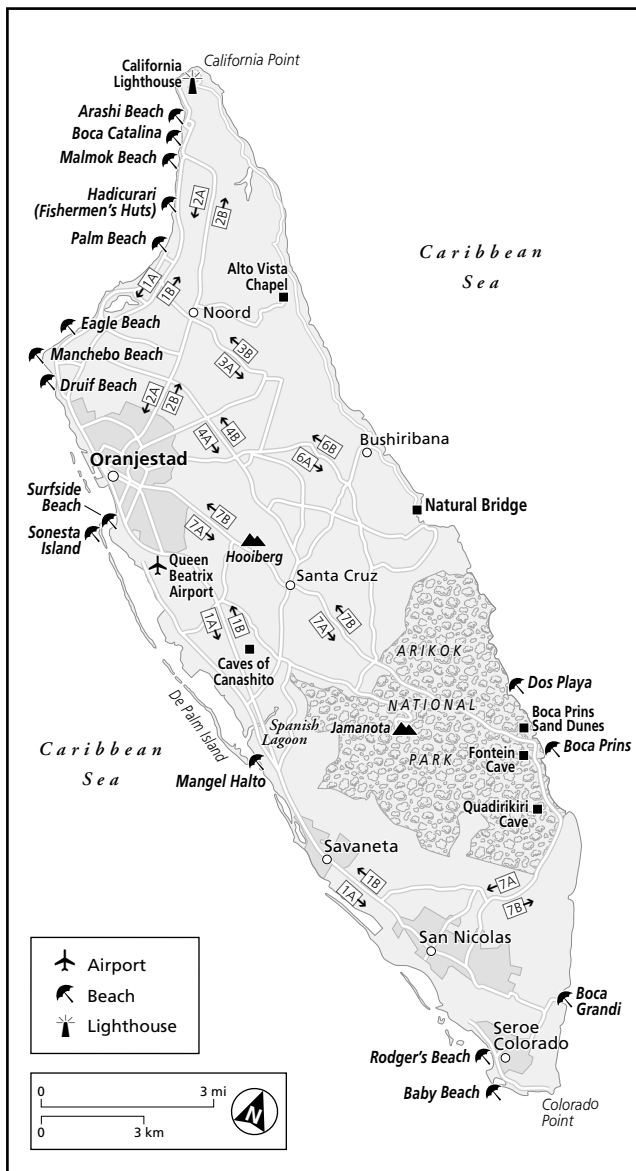 California Point
California
Lighthouse
Arashi Beach
Boca Catalina
Malmok Beach
Hadicurari
(Fishermen's Huts)
2A
2B
Palm Beach
Caribbean
Sea
Alto Vista
Chapel
1A
1B
Noord
Eagle Beach
3B
3A
Manchebo Beach
Druif Beach
2A
2B
4B
4A
6B
6A
Bushiribana
Oranjestad
Surfside
Beach
Sonesta
Island
7B
7A
Natural Bridge
Hooiberg
Queen
Beatrix
Airport
Santa Cruz
1A
1B
7B
7A
Caves of
Canashito
ARIKOK
NATIONAL
PARK
Dos Playa
De Palm Island
Spanish
Lagoon
Jamanota
Boca Prins
Sand Dunes
Boca Prins
Fontein
Cave
Caribbean
Sea
Mangel Halto
Quadirikiri
Cave
Savaneta
1B
1A
7A
7B
San Nicolas
Boca
Grandi
Seroe
Colorado
Rodger's Beach
Baby Beach
Colorado
Point
Airport
Beach
Lighthouse
0
3 mi
0
3 km
N